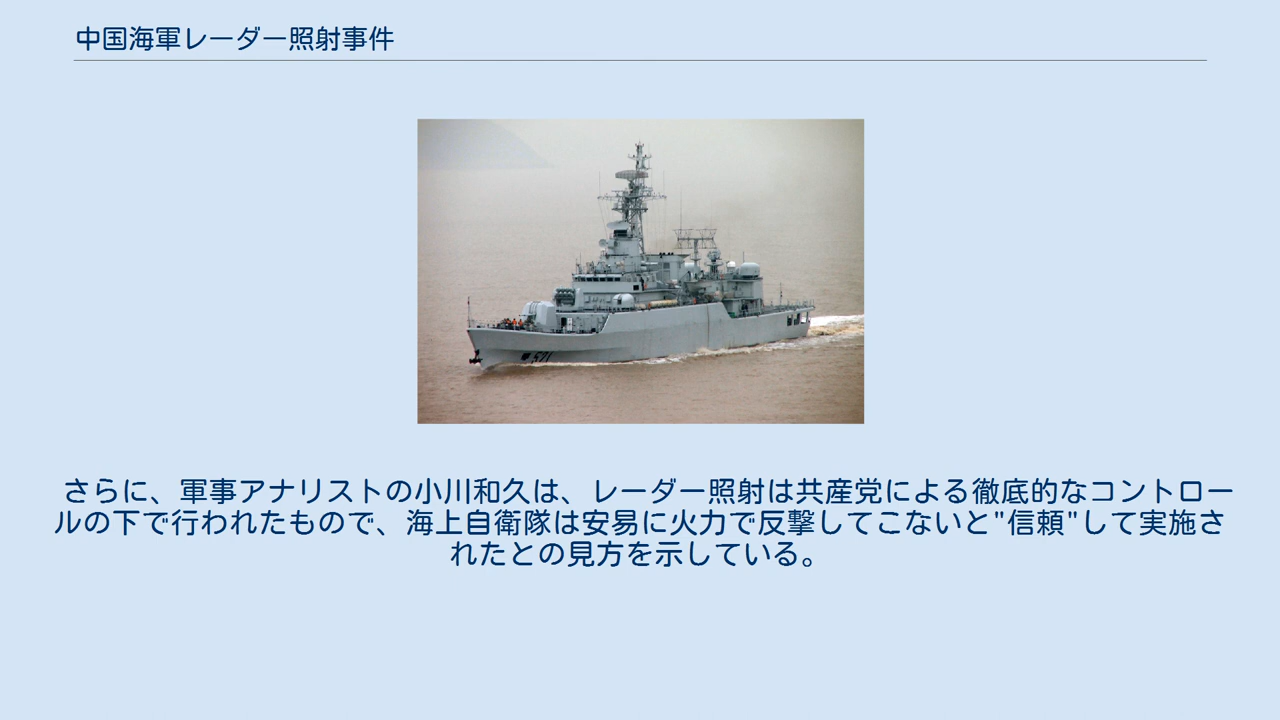 中国海軍レーダー照射事件
571
さらに、軍事アナリストの小川和久は、レーダー照射は共産党による徹底的なコントロー
ルの下で行われたもので、海上自衛隊は安易に火力で反撃してこないと"信頼"して実施さ
れたとの見方を示している。